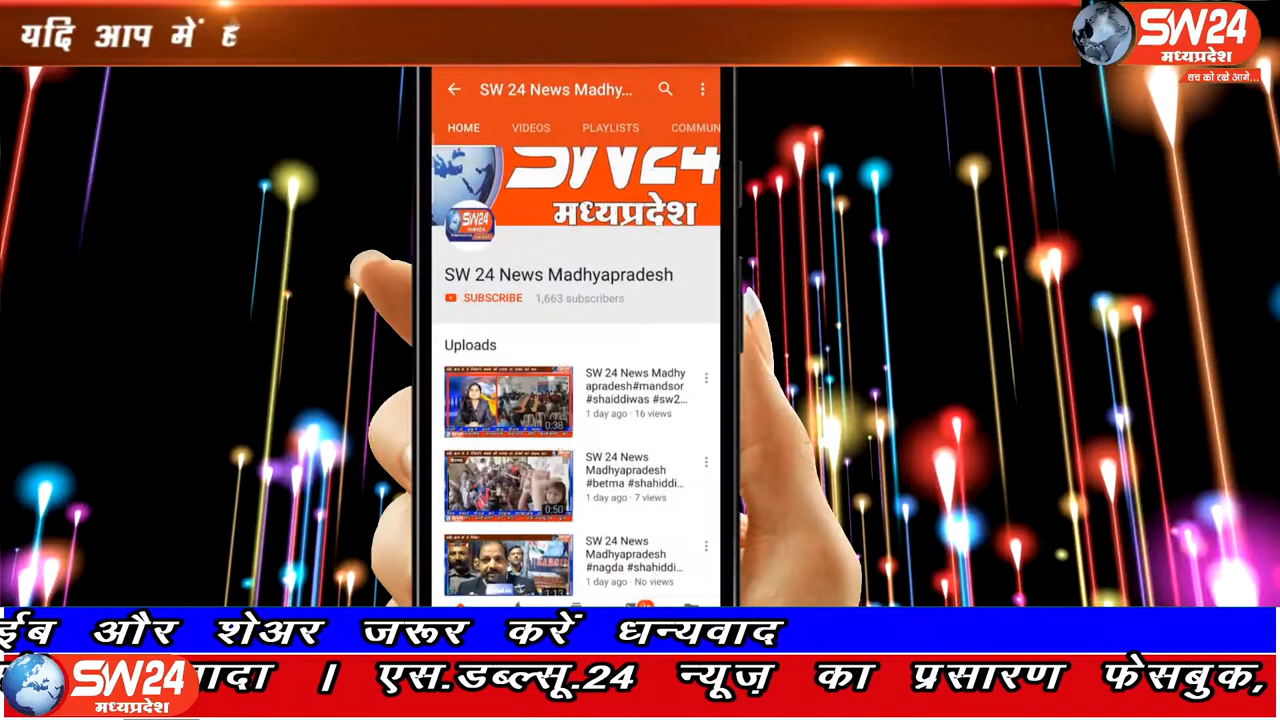 यदि आप में ह
SW24
मध्यप्रदेश
सच को रखे आगे...
SW 24 News Madhy...
HOME VIDEOS PLAYLISTS COMMUN
SW24
मध्यप्रदेश
SW24
SW 24 News Madhyapradesh
SUBSCRIBE 1,663 subscribers
Uploads
SW 24 News Madhy
apradesh#mandsor
#shaiddiwas #sw2...
1 day ago · 16 views
0:38
SW 24 News
Madhyapradesh
#betma #shahiddi...
1 day ago · 7 views
0:50
SW 24 News
Madhyapradesh
#nagda #shahiddi...
1 day ago · No views
1:13
ईब और शेअर जरूर करें धन्यवाद
SW24
मध्यप्रदेश
ादा । एस.डब्ल्सू.24 न्यूज़ का प्रसारण फेसबुक,